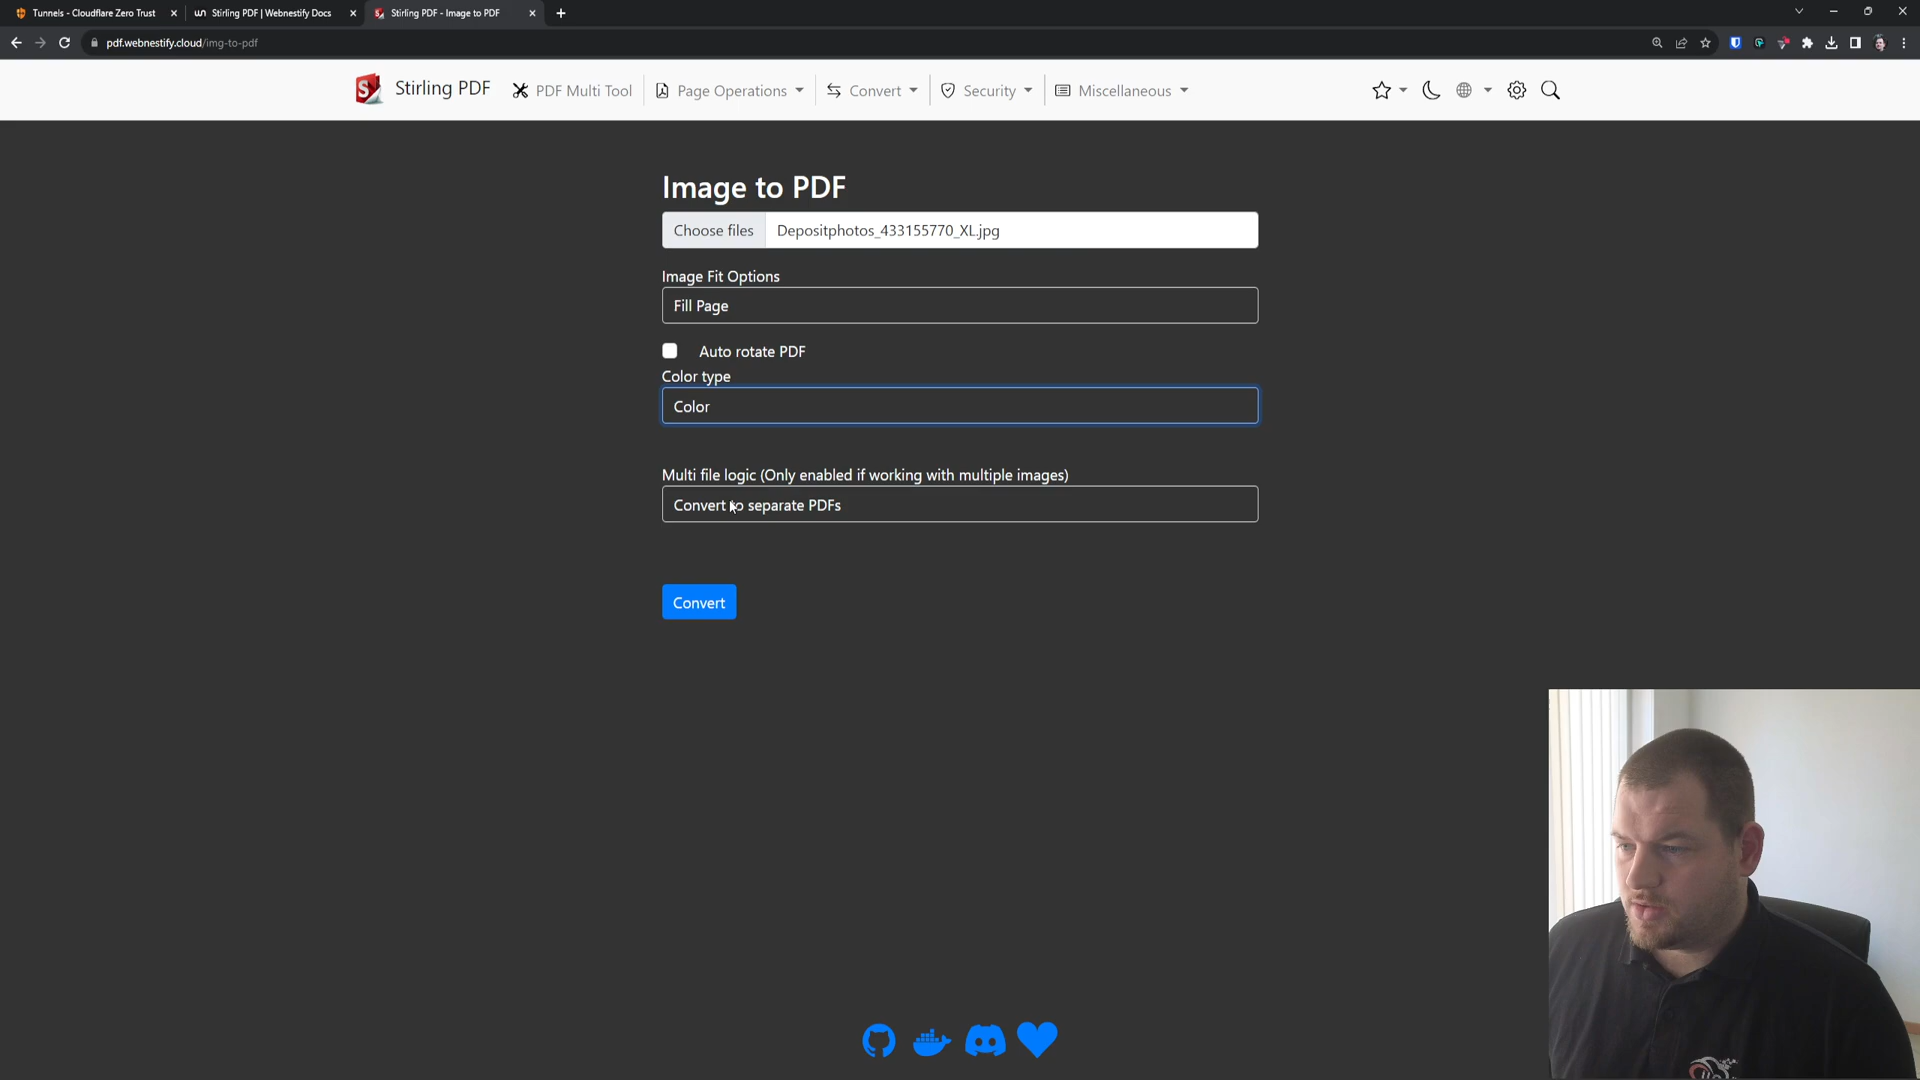 Tunnels - Cloudflare Zero Trust
Stirling PDF | Webnestify Docs
Stirling PDF - Image to PDF
pdf.webnestify.cloud/img-to-pdf
Stirling PDF
PDF Multi Tool
Page Operations
Convert
Security
Miscellaneous
Image to PDF
Choose files
Depositphotos_433155770_XL.jpg
Image Fit Options
Fill Page
Auto rotate PDF
Color type
Color
Multi file logic (Only enabled if working with multiple images)
Convert to separate PDFs
Convert